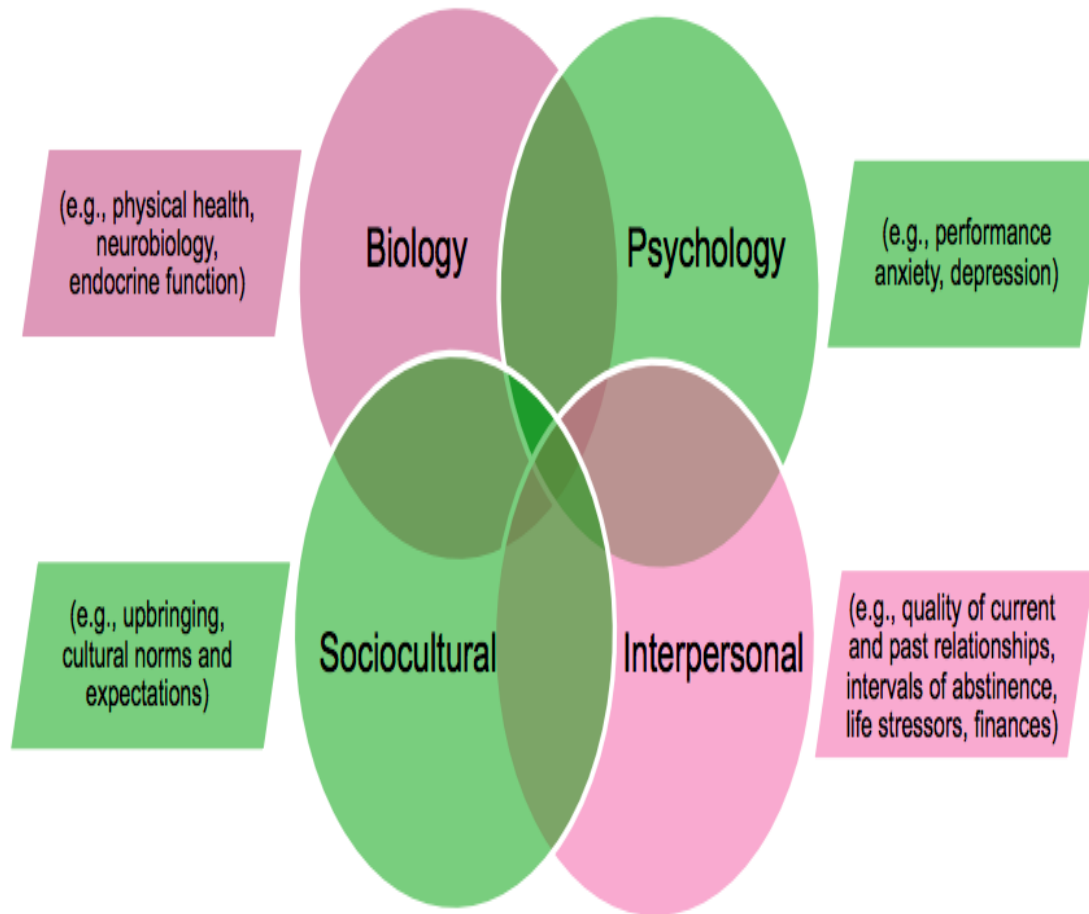 (e.g., physical health,
neurobiology,
endocrine function)
Biology
Psychology
(e.g., performance
anxiety, depression)
(e.g., upbringing,
cultural norms and
expectations)
Sociocultural
Interpersonal
(e.g., quality of current
and past relationships,
intervals of abstinence,
life stressors, finances)